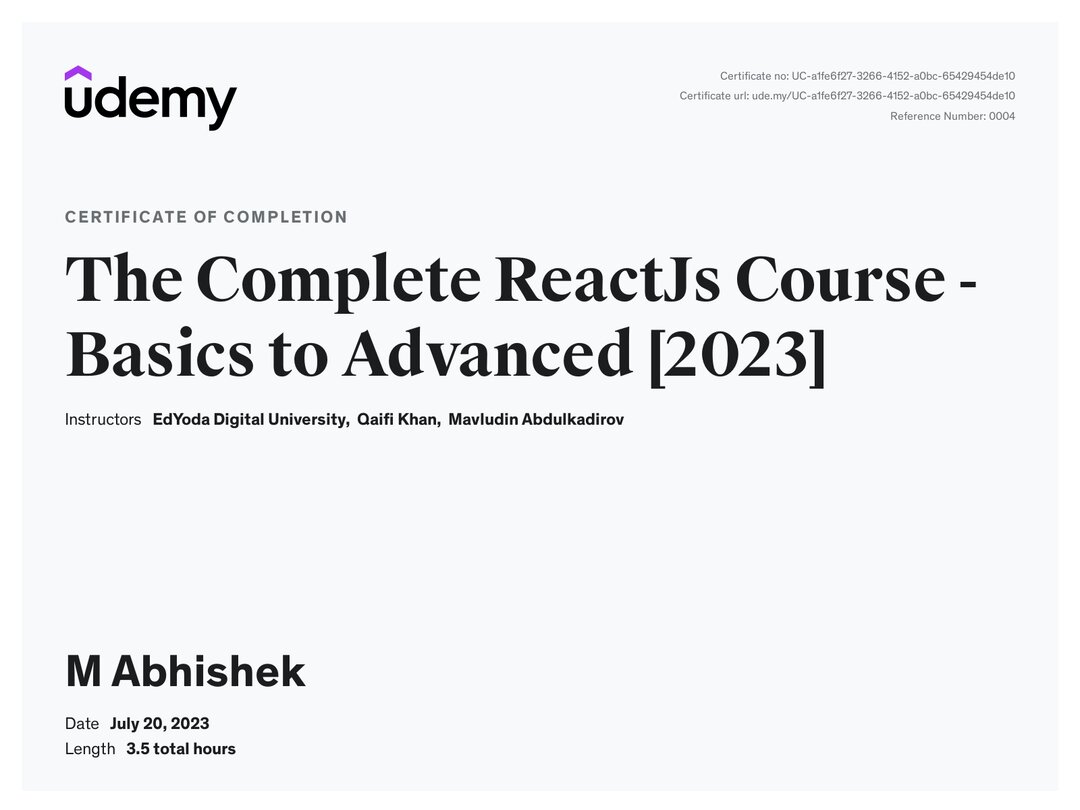 udemy
Certificate no: UC-a1fe6f27-3266-4152-a0bc-65429454de10
Certificate url: ude.my/UC-a1fe6f27-3266-4152-a0bc-65429454de10
Reference Number: 0004
CERTIFICATE OF COMPLETION
The Complete ReactJs Course -
Basics to Advanced [2023]
Instructors EdYoda Digital University, Qaifi Khan, Mavludin Abdulkadirov
M Abhishek
Date July 20, 2023
Length 3.5 total hours